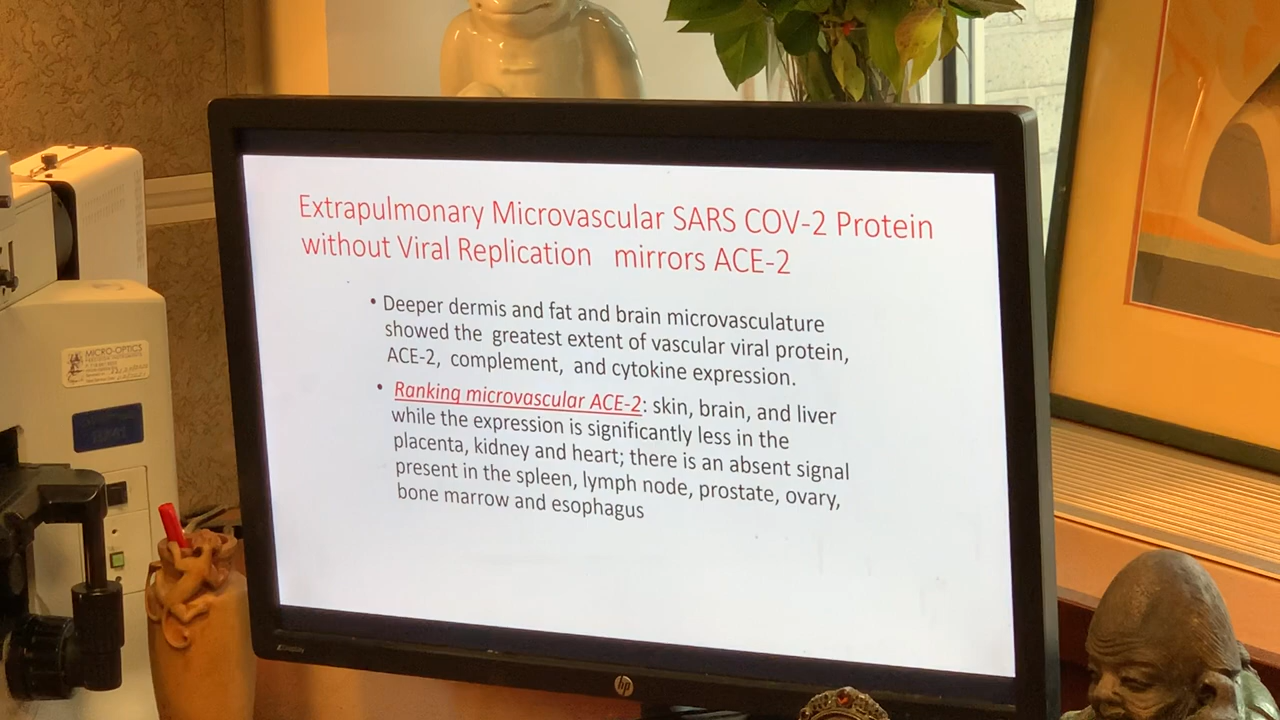 Extrapulmonary Microvascular SARS COV-2 Protein
without Viral Replication mirrors ACE-2
• Deeper dermis and fat and brain microvasculature
showed the greatest extent of vascular viral protein,
ACE-2, complement, and cytokine expression.
• Ranking microvascular ACE-2: skin, brain, and liver
while the expression is significantly less in the
placenta, kidney and heart; there is an absent signal
present in the spleen, lymph node, prostate, ovary,
bone marrow and esophagus
MICRO-OPTICS
hp